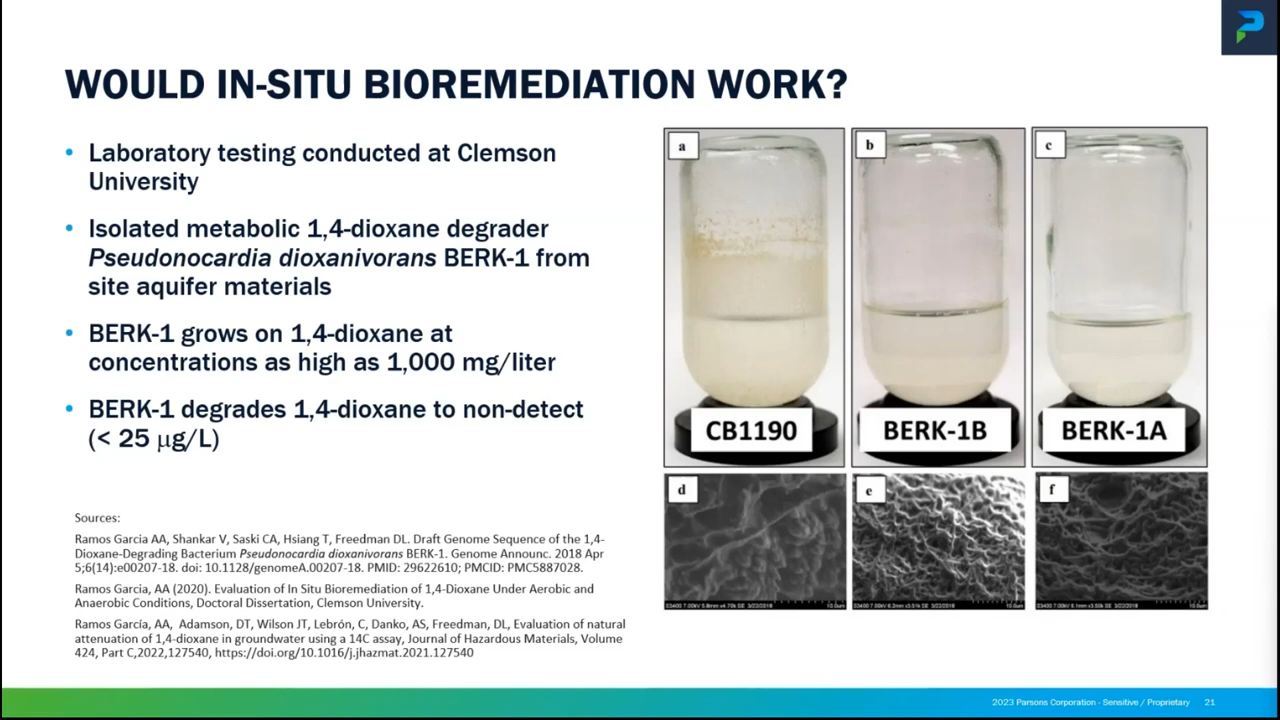 WOULD IN-SITU BIOREMEDIATION WORK?
• Laboratory testing conducted at Clemson
University
• Isolated metabolic 1,4-dioxane degrader
Pseudonocardia dioxanivorans BERK-1 from
site aquifer materials
• BERK-1 grows on 1,4-dioxane at
concentrations as high as 1,000 mg/liter
• BERK-1 degrades 1,4-dioxane to non-detect
(< 25 µg/L)
Sources:
Ramos Garcia AA, Shankar V, Saski CA, Hsiang T, Freedman DL. Draft Genome Sequence of the 1,4-
Dioxane-Degrading Bacterium Pseudonocardia dioxanivorans BERK-1. Genome Announc. 2018 Apr
5;6(14):e00207-18. doi: 10.1128/genomeA.00207-18. PMID: 29622610; PMCID: PMC5887028.
Ramos Garcia, AA (2020). Evaluation of In Situ Bioremediation of 1,4-Dioxane Under Aerobic and
Anaerobic Conditions, Doctoral Dissertation, Clemson University.
Ramos García, AA, Adamson, DT, Wilson JT, Lebrón, C, Danko, AS, Freedman, DL, Evaluation of natural
attenuation of 1,4-dioxane in groundwater using a 14C assay, Journal of Hazardous Materials, Volume
424, Part C,2022,127540, https://doi.org/10.1016/j.jhazmat.2021.127540
a
b
c
CB1190
BERK-1B
BERK-1A
d
e
f
2023 Parsons Corporation - Sensitive / Proprietary 21